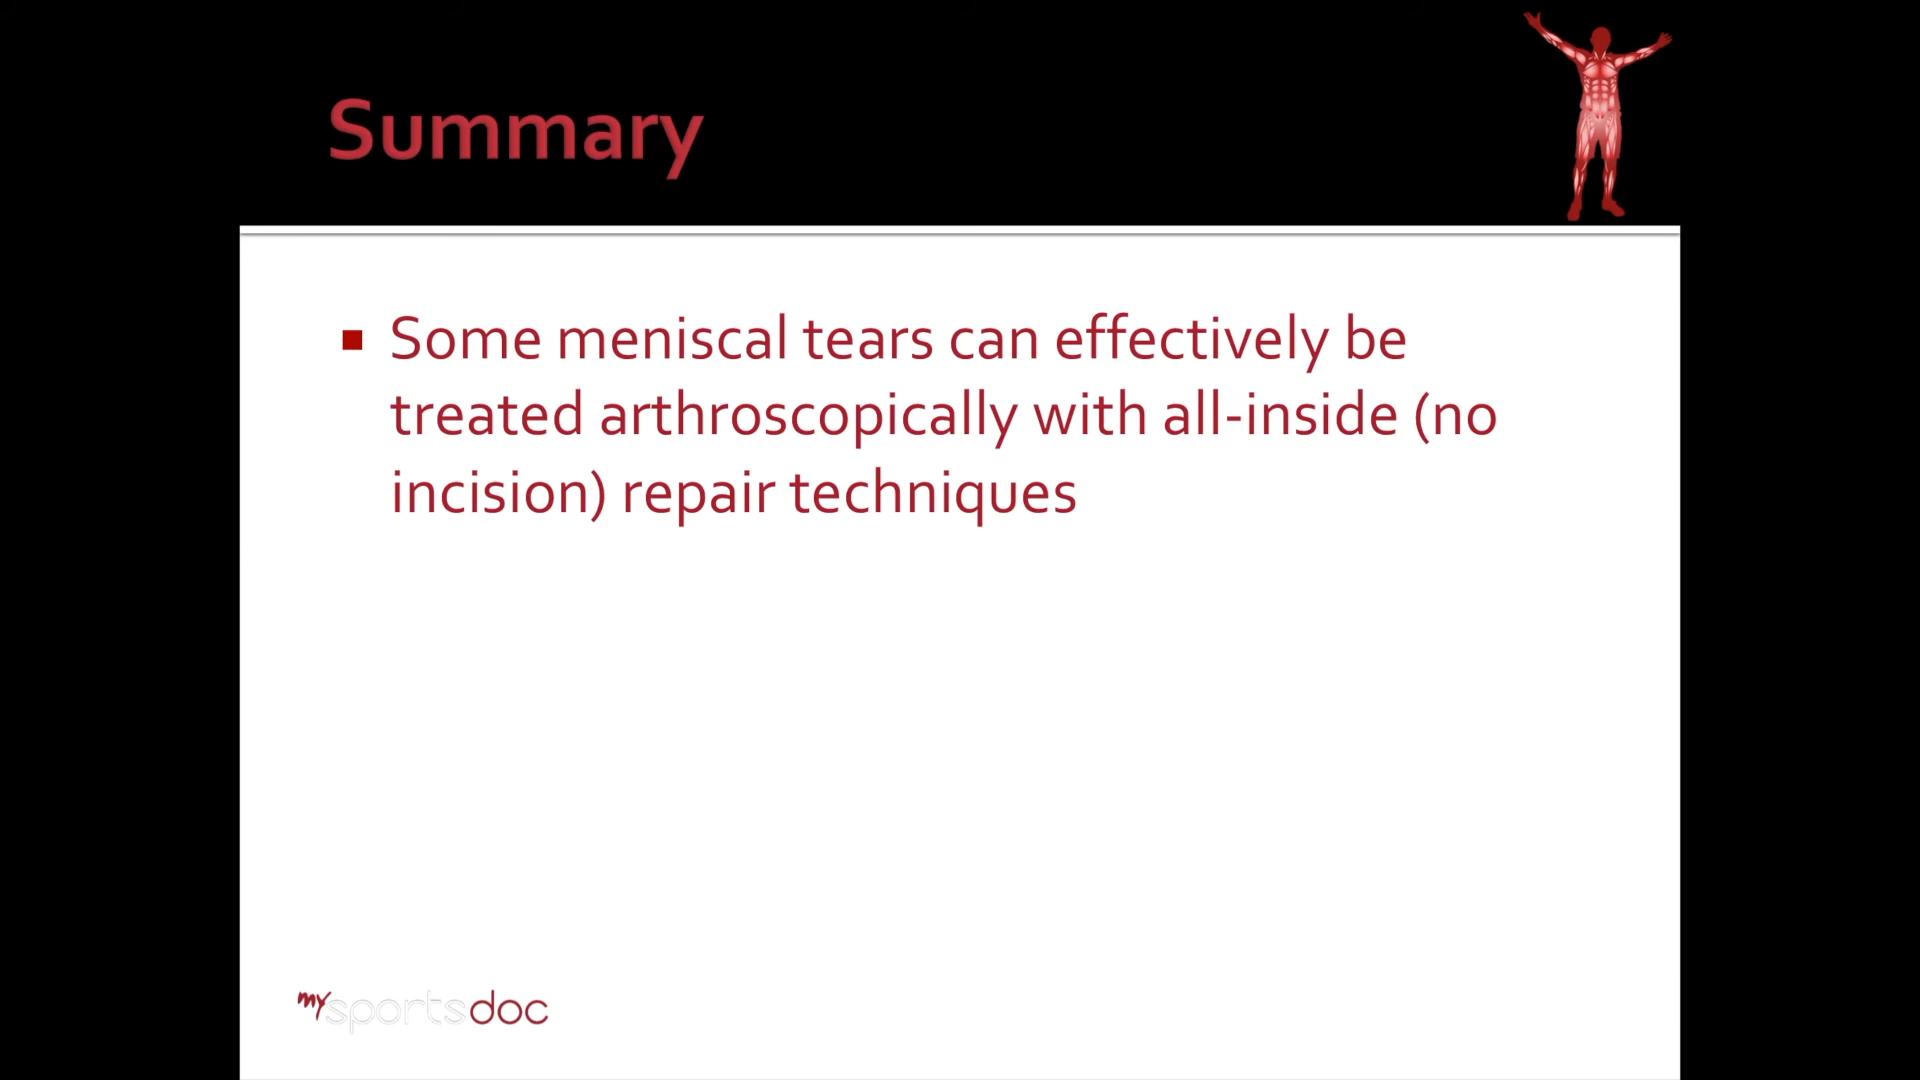 Summary
Some meniscal tears can effectively be
treated arthroscopically with all-inside (no
incision) repair techniques
mysportsdoc